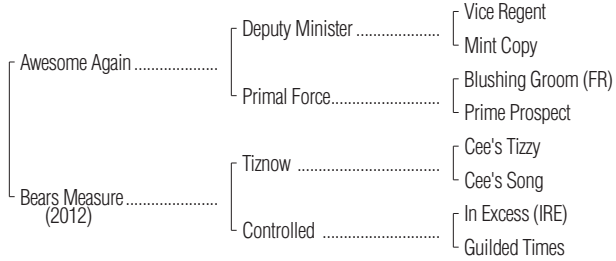 Vice Regent
Deputy Minister ....................
Mint Copy
Awesome Again ....................
Blushing Groom (FR)
Primal Force..........................
Prime Prospect
Cee's Tizzy
Tiznow ..................................
Cee's Song
Bears Measure ......................
(2012)
In Excess (IRE)
Controlled ............................
Guilded Times